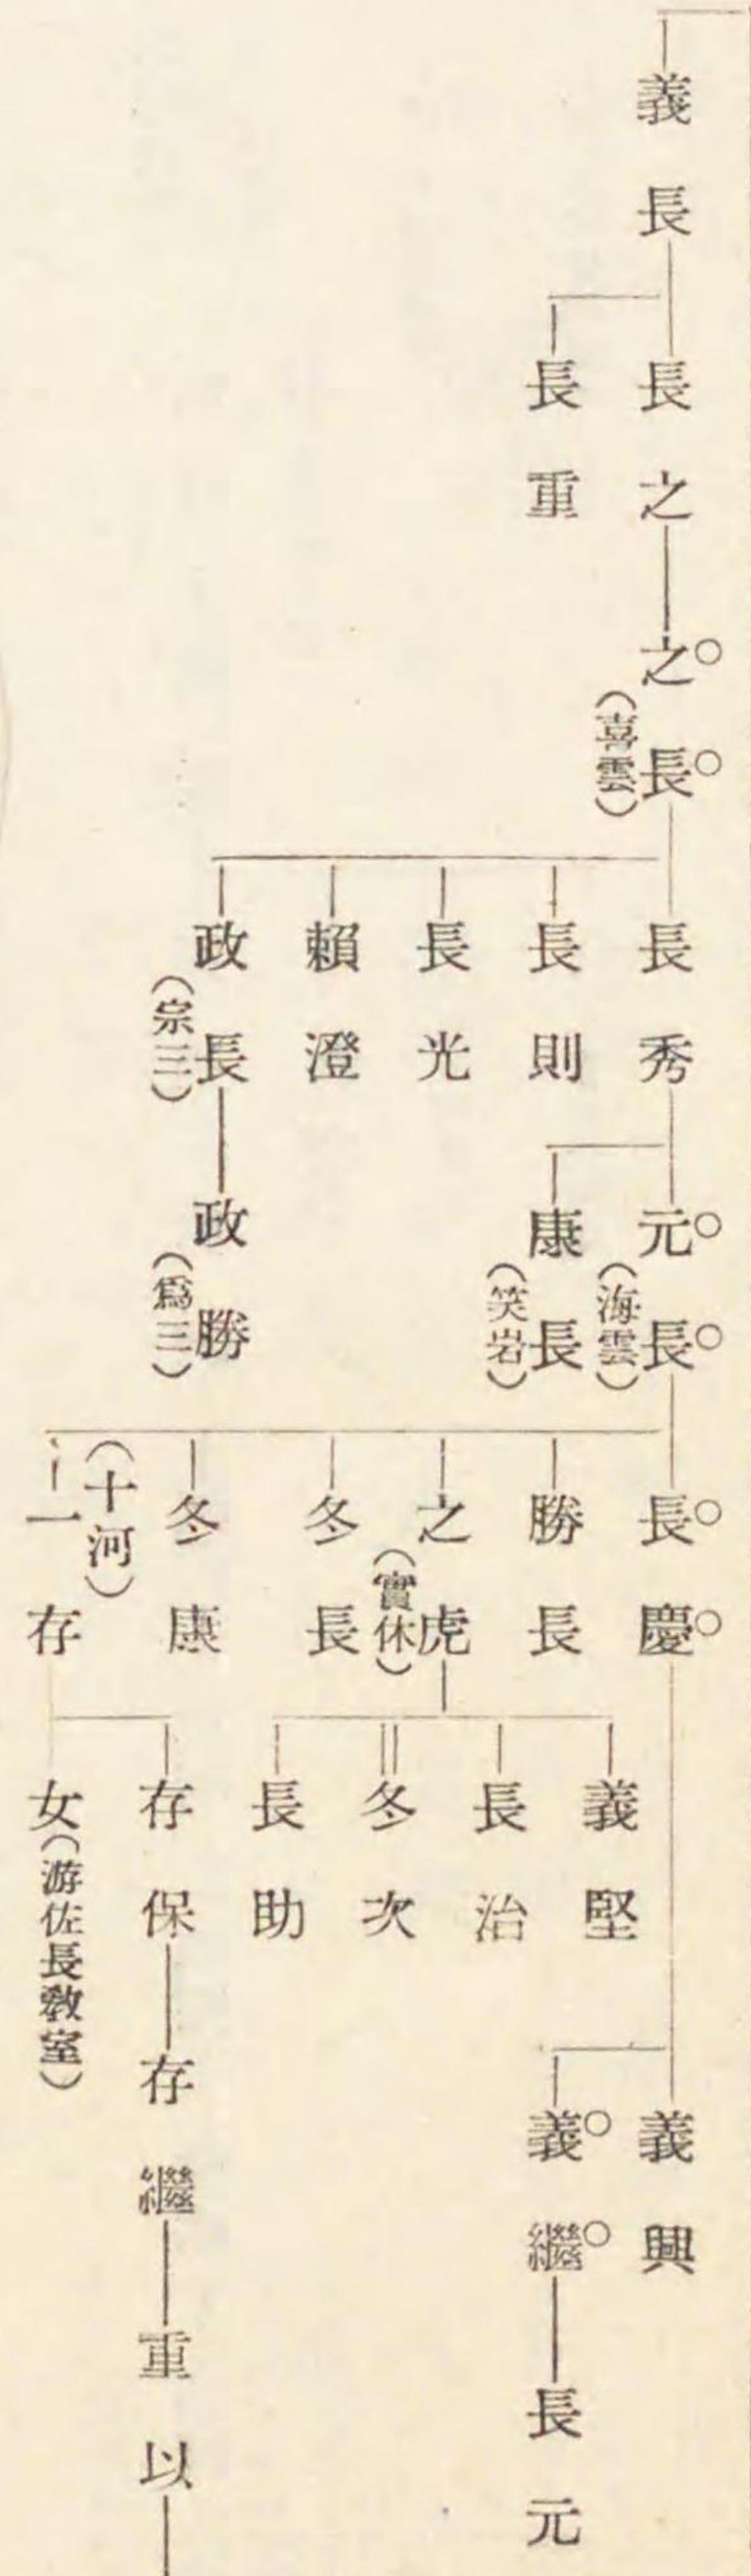 義長
長之
長重
之長
(喜雲)
長秀
長則
長光
賴澄
政長
(宗三)
元長
(海雲)
康長
(笑岩)
政勝
(爲三)
長慶
勝長
之虎
(實休)
冬長
冬康
(十河)
一存
義堅
長治
冬次
長助
存保
女(游佐長敎室)
義興
義繼
存繼
長元
重以